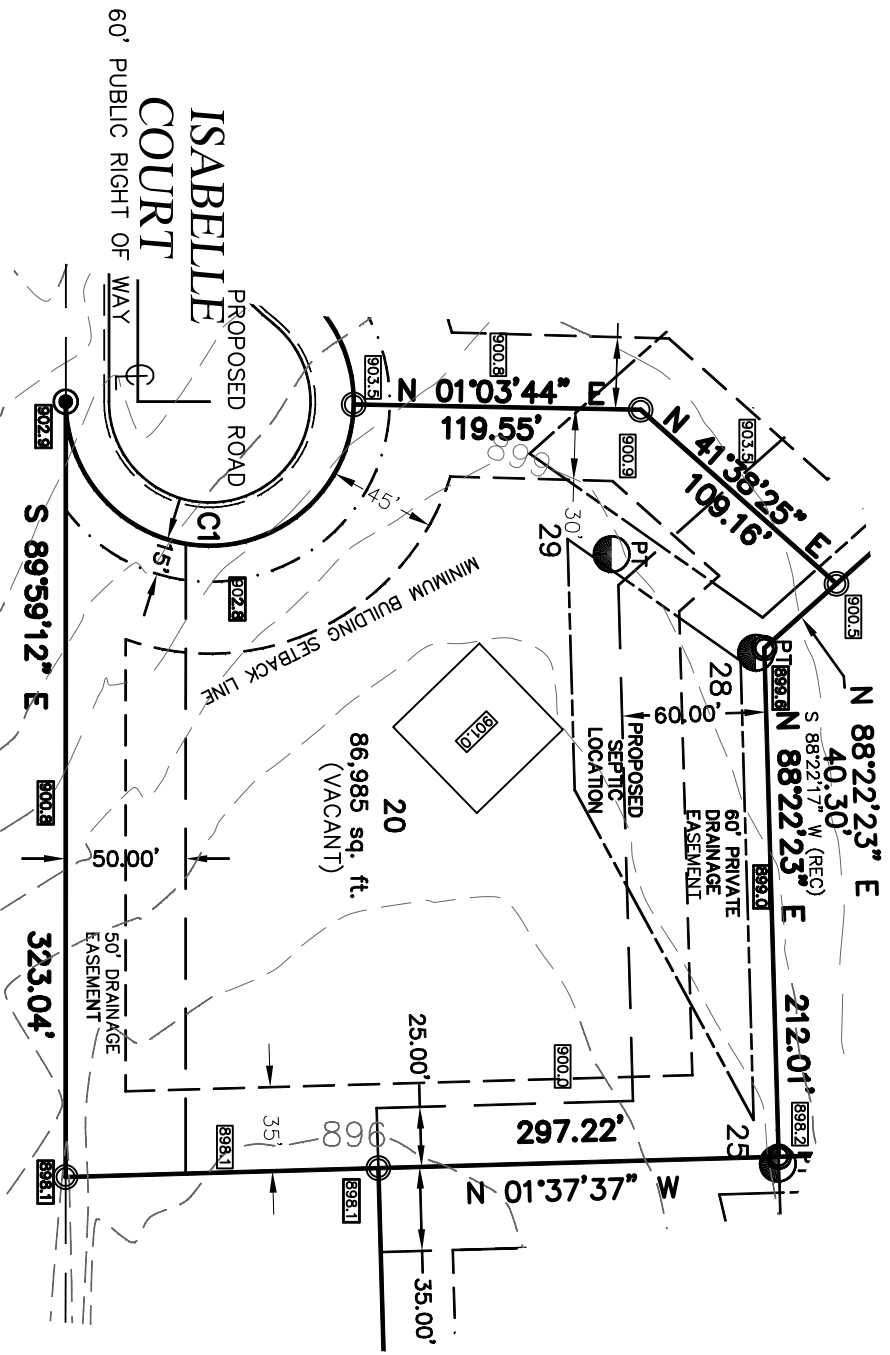 60' PUBLIC RIGHT OF WAY
ISABELLE
COURT
PROPOSED ROAD
C
903.5
902.9
900.8
N 01°03'44" E
119.55'
899
900.9
N 41°38'25" E
109.16'
903.5
900.5
C1
15'
45'
902.8
MINIMUM BUILDING SETBACK LINE
30'
29
PT
PT
28
899.6
N 88°22'23" E
40.30'
S 88°22'17" W (REC)
N 88°22'23" E
212.01'
60.00'
PROPOSED
SEPTIC
LOCATION
60' PRIVATE
DRAINAGE
EASEMENT
899.0
901.0
20
86,985 sq. ft.
(VACANT)
S 89°59'12" E
323.04'
900.8
50.00'
50' DRAINAGE
EASEMENT
25.00'
900.0
297.22'
N 01°37'37" W
25
898.2
35'
896
898.1
898.1
898.1
35.00'